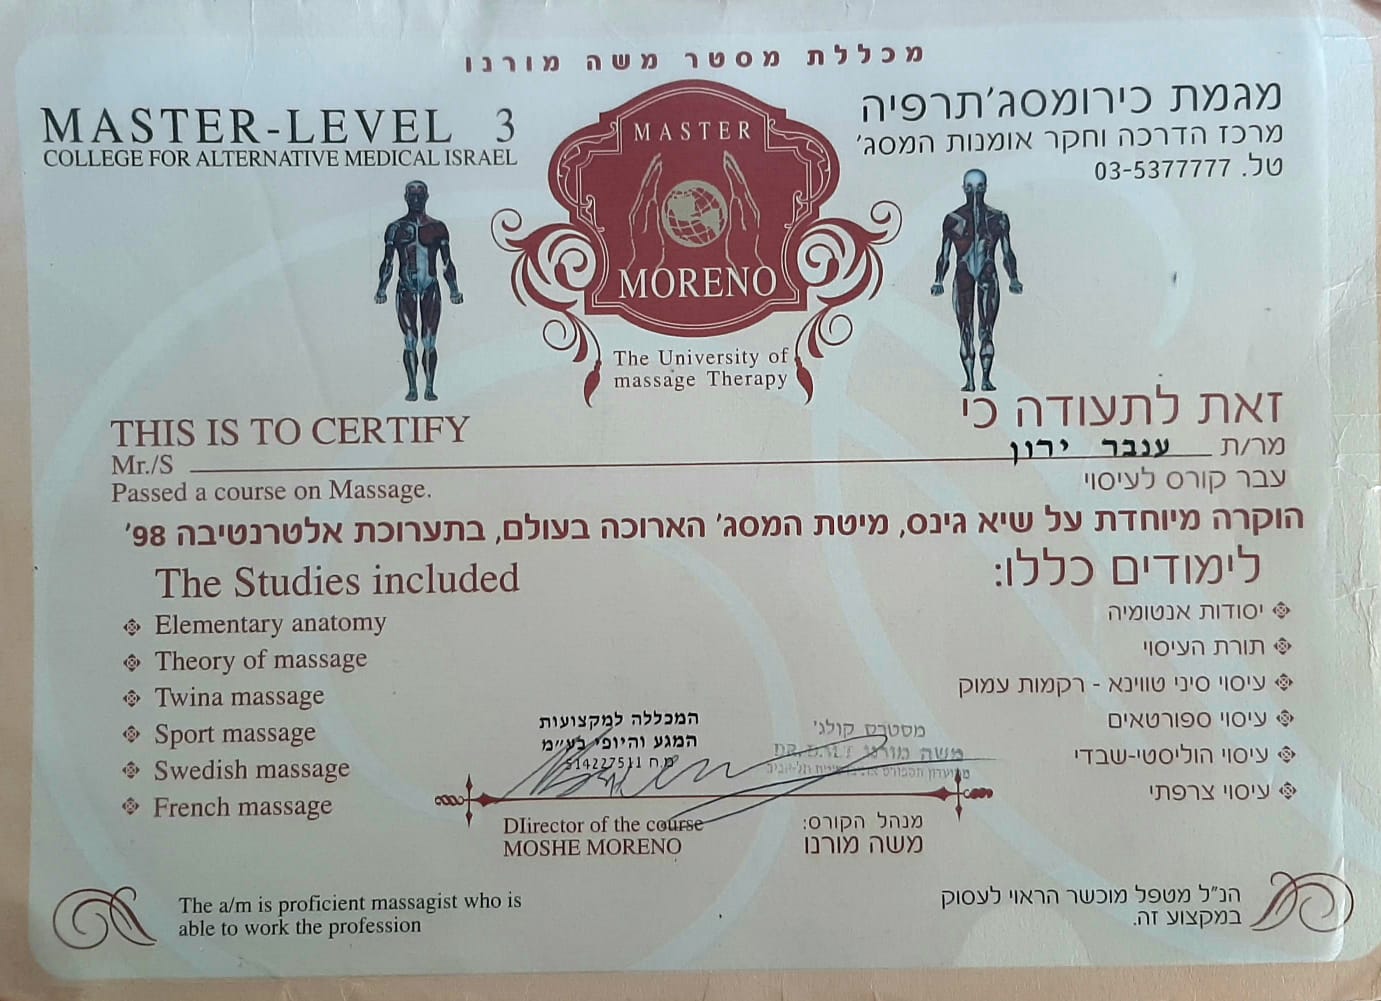 מכללת מסטר משה מורנו
MASTER-LEVEL 3
COLLEGE FOR ALTERNATIVE MEDICAL ISRAEL
MASTER
MORENO
The University of
massage Therapy
מגמת כירומסג'תרפיה
מרכז הדרכה וחקר אומנות המסג'
טל. 03-5377777
THIS IS TO CERTIFY
Mr./S
Passed a course on Massage.
זאת לתעודה כי
מר/ת ענבר ירון
עבר קורס לעיסוי
הוקרה מיוחדת על שיא גינס, מיטת המסג' הארוכה בעולם, בתערוכת אלטרנטיבה 98'
The Studies included
Elementary anatomy
Theory of massage
Twina massage
Sport massage
Swedish massage
French massage
לימודים כללו:
יסודות אנטומיה
תורת העיסוי
עיסוי סיני טווינא - רקמות עמוק
עיסוי ספורטאים
עיסוי הוליסטי-שבדי
עיסוי צרפתי
המכללה למקצועות
המגע והיופי בע״מ
ח.מ 514227511
מסטרס קולג'
משה מורנו DR. D.M.T
DIirector of the course
MOSHE MORENO
מנהל הקורס:
משה מורנו
The a/m is proficient massagist who is
able to work the profession
הנ"ל מטפל מוכשר הראוי לעסוק
במקצוע זה.